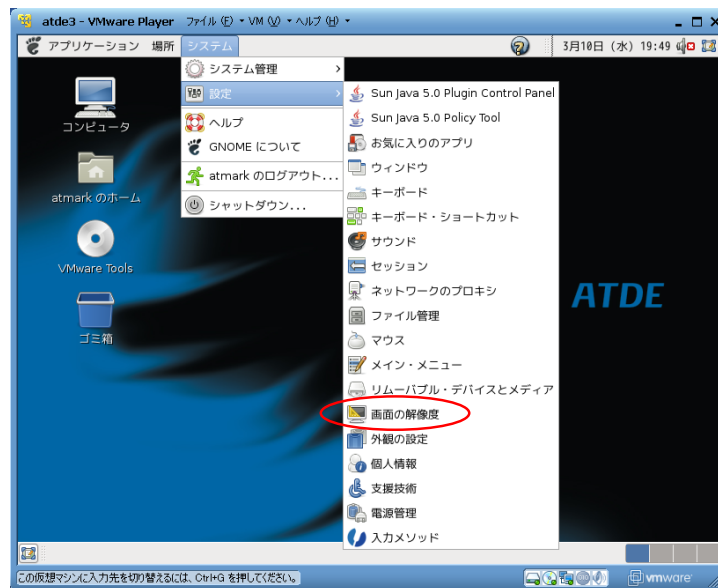 atde3 - VMware Player ファイル (F) VM (V) ヘルプ (H)
アプリケーション 場所 システム 3月10日 (水) 19:49
システム管理
設定
ヘルプ
GNOME について
atmark のログアウト...
シャットダウン...
Sun Java 5.0 Plugin Control Panel
Sun Java 5.0 Policy Tool
お気に入りのアプリ
ウィンドウ
キーボード
キーボード・ショートカット
サウンド
セッション
ネットワークのプロキシ
ファイル管理
マウス
メイン・メニュー
リムーバブル・デバイスとメディア
画面の解像度
外観の設定
個人情報
支援技術
電源管理
入力メソッド
コンピュータ
atmark のホーム
VMware Tools
ゴミ箱
ATDE
この仮想マシンに入力先を切り替えるには、Ctrl+G を押してください。
vmware